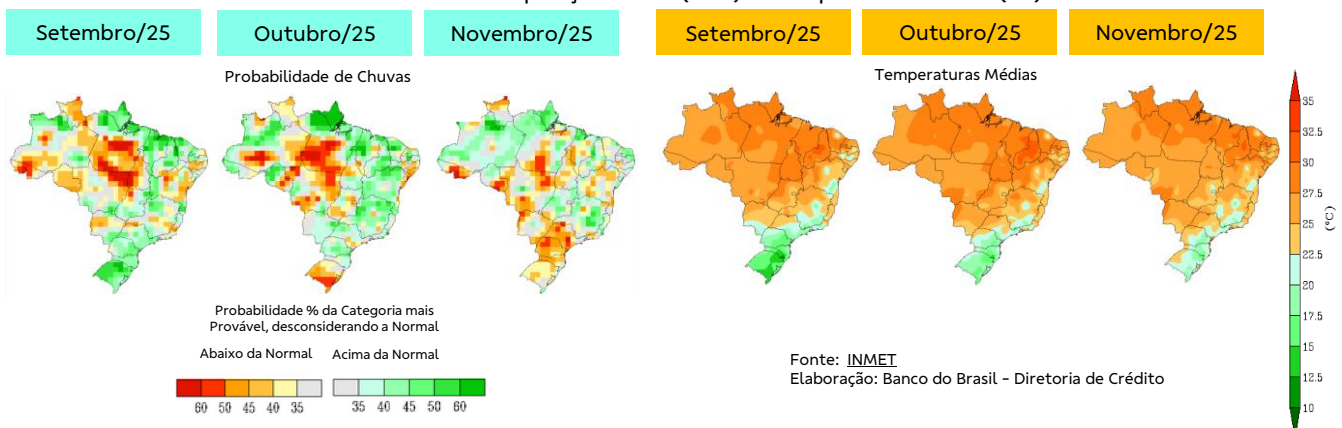 Setembro/25
Outubro/25
Novembro/25
Setembro/25
Outubro/25
Novembro/25
Probabilidade de Chuvas
Temperaturas Médias
35
32.5
30
27.5
25
22.5
20
17.5
15
12.5
10
(°C)
Probabilidade % da Categoria mais
Provável, desconsiderando a Normal
Abaixo da Normal
Acima da Normal
60 50 45 40 35
35 40 45 50 60
Fonte: INMET
Elaboração: Banco do Brasil - Diretoria de Crédito